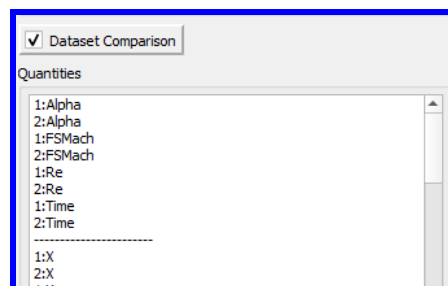 Dataset Comparison
Quantities
1:Alpha
2:Alpha
1:FSMach
2:FSMach
1:Re
2:Re
1:Time
2:Time
-----------------------
1:X
2:X